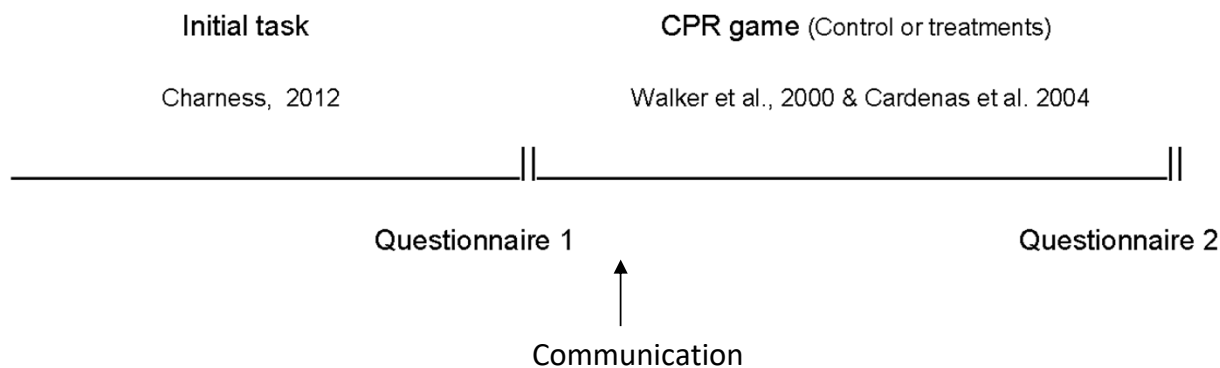 Initial task
CPR game (Control or treatments)
Charness, 2012
Walker et al., 2000 & Cardenas et al. 2004
Questionnaire 1
Questionnaire 2
Communication